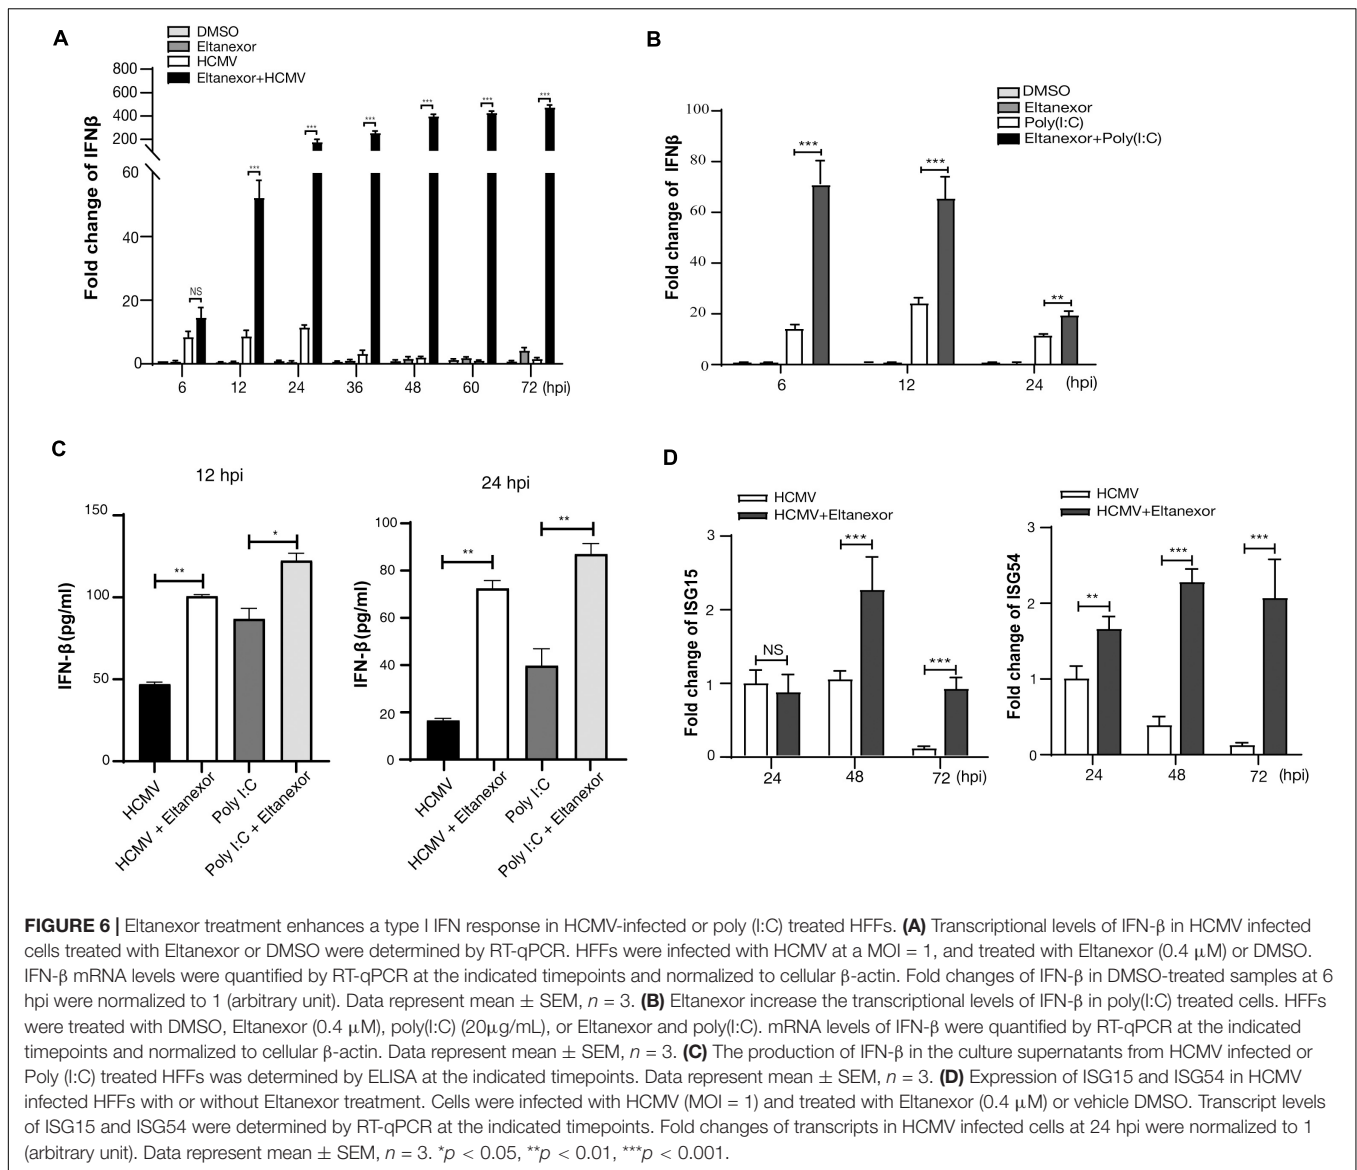 A
DMSO
Eltanexor
HCMV
Eltanexor+HCMV
Fold change of IFNβ
800
600
400
200
60
40
20
0
NS
***
***
***
***
***
***
6 12 24 36 48 60 72 (hpi)
B
DMSO
Eltanexor
Poly(I:C)
Eltanexor+Poly(I:C)
Fold change of IFNβ
100
80
60
40
20
0
***
***
**
6 12 24 (hpi)
C
12 hpi
IFN-β(pg/ml)
150
100
50
0
**
*
HCMV
HCMV + Eltanexor
Poly I:C
Poly I:C + Eltanexor
24 hpi
IFN-β(pg/ml)
100
80
60
40
20
0
**
**
HCMV
HCMV + Eltanexor
Poly I:C
Poly I:C + Eltanexor
D
HCMV
HCMV+Eltanexor
Fold change of ISG15
3
2
1
0
NS
***
***
24 48 72 (hpi)
HCMV
HCMV+Eltanexor
Fold change of ISG54
3
2
1
0
**
***
***
24 48 72 (hpi)
FIGURE 6 | Eltanexor treatment enhances a type I IFN response in HCMV-infected or poly (I:C) treated HFFs. (A) Transcriptional levels of IFN-β in HCMV infected
cells treated with Eltanexor or DMSO were determined by RT-qPCR. HFFs were infected with HCMV at a MOI = 1, and treated with Eltanexor (0.4 μM) or DMSO.
IFN-β mRNA levels were quantified by RT-qPCR at the indicated timepoints and normalized to cellular β-actin. Fold changes of IFN-β in DMSO-treated samples at 6
hpi were normalized to 1 (arbitrary unit). Data represent mean ± SEM, n = 3. (B) Eltanexor increase the transcriptional levels of IFN-β in poly(I:C) treated cells. HFFs
were treated with DMSO, Eltanexor (0.4 μM), poly(I:C) (20μg/mL), or Eltanexor and poly(I:C). mRNA levels of IFN-β were quantified by RT-qPCR at the indicated
timepoints and normalized to cellular β-actin. Data represent mean ± SEM, n = 3. (C) The production of IFN-β in the culture supernatants from HCMV infected or
Poly (I:C) treated HFFs was determined by ELISA at the indicated timepoints. Data represent mean ± SEM, n = 3. (D) Expression of ISG15 and ISG54 in HCMV
infected HFFs with or without Eltanexor treatment. Cells were infected with HCMV (MOI = 1) and treated with Eltanexor (0.4 μM) or vehicle DMSO. Transcript levels
of ISG15 and ISG54 were determined by RT-qPCR at the indicated timepoints. Fold changes of transcripts in HCMV infected cells at 24 hpi were normalized to 1
(arbitrary unit). Data represent mean ± SEM, n = 3. *p < 0.05, **p < 0.01, ***p < 0.001.